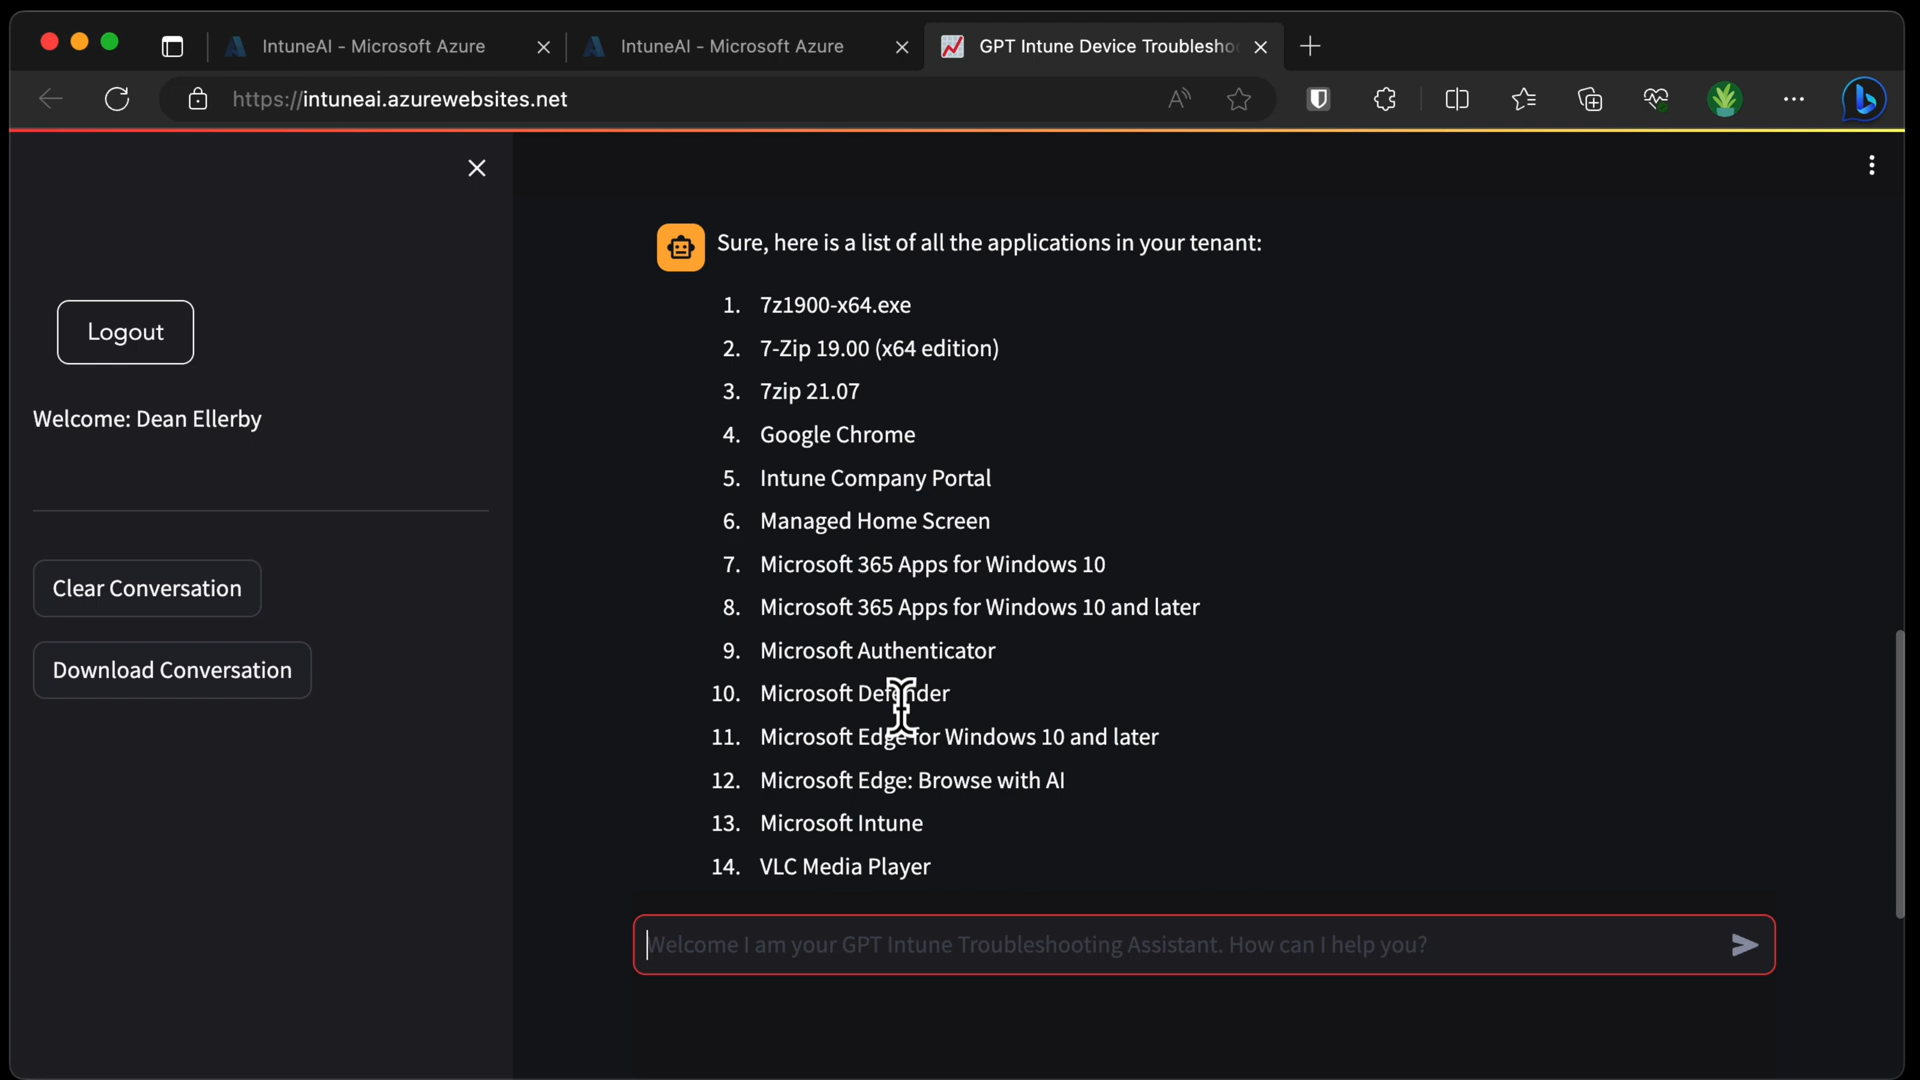 IntuneAI - Microsoft Azure
IntuneAI - Microsoft Azure
GPT Intune Device Troublesho
https://intuneai.azurewebsites.net
Logout
Welcome: Dean Ellerby
Clear Conversation
Download Conversation
Sure, here is a list of all the applications in your tenant:
1. 7z1900-x64.exe
2. 7-Zip 19.00 (x64 edition)
3. 7zip 21.07
4. Google Chrome
5. Intune Company Portal
6. Managed Home Screen
7. Microsoft 365 Apps for Windows 10
8. Microsoft 365 Apps for Windows 10 and later
9. Microsoft Authenticator
10. Microsoft Defender
11. Microsoft Edge for Windows 10 and later
12. Microsoft Edge: Browse with AI
13. Microsoft Intune
14. VLC Media Player
Welcome I am your GPT Intune Troubleshooting Assistant. How can I help you?